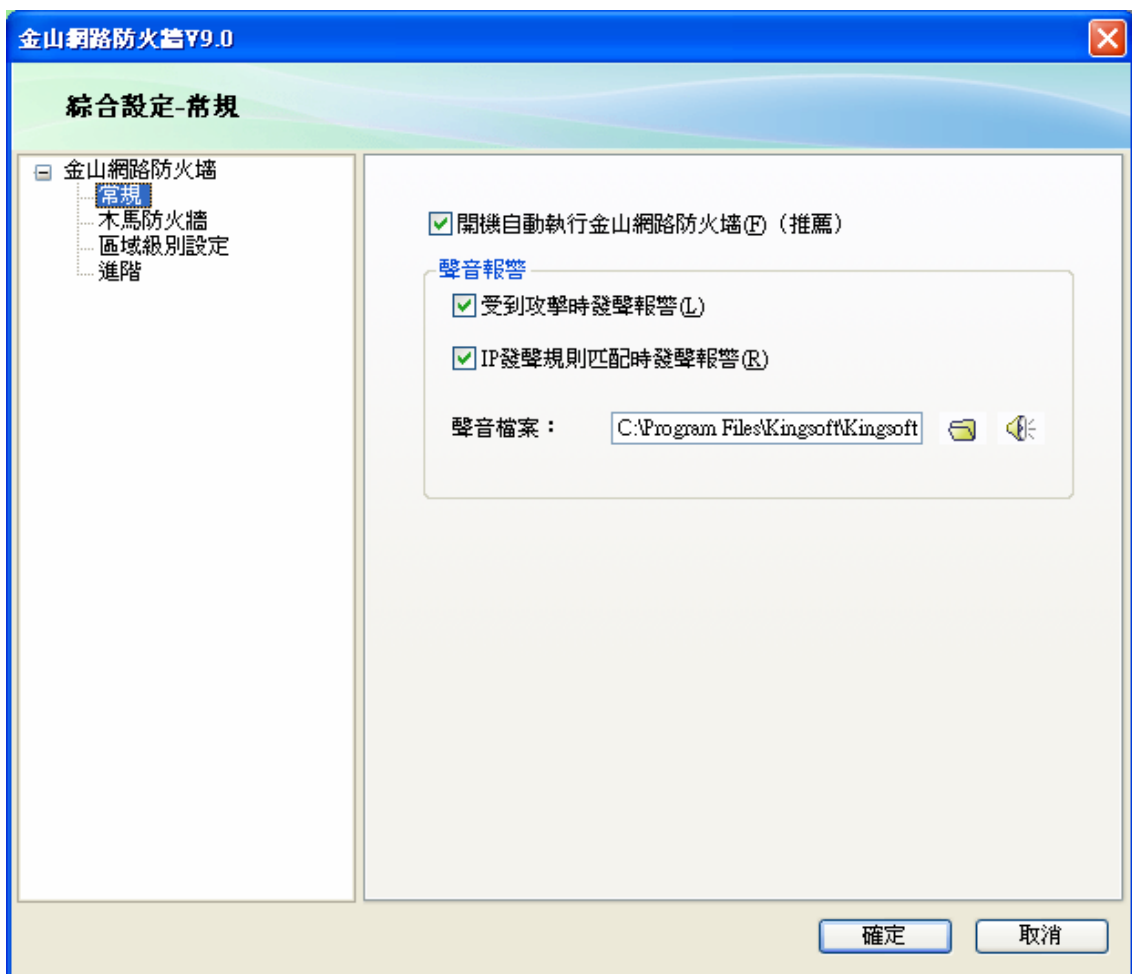 金山網路防火牆V9.0
綜合設定-常規
金山網路防火墻
常規
木馬防火牆
區域級別設定
進階
開機自動執行金山網路防火墻(F)（推薦）
聲音報警
受到攻擊時發聲報警(L)
IP發聲規則匹配時發聲報警(R)
聲音檔案：
C:\Program Files\Kingsoft\Kingsoft
確定
取消